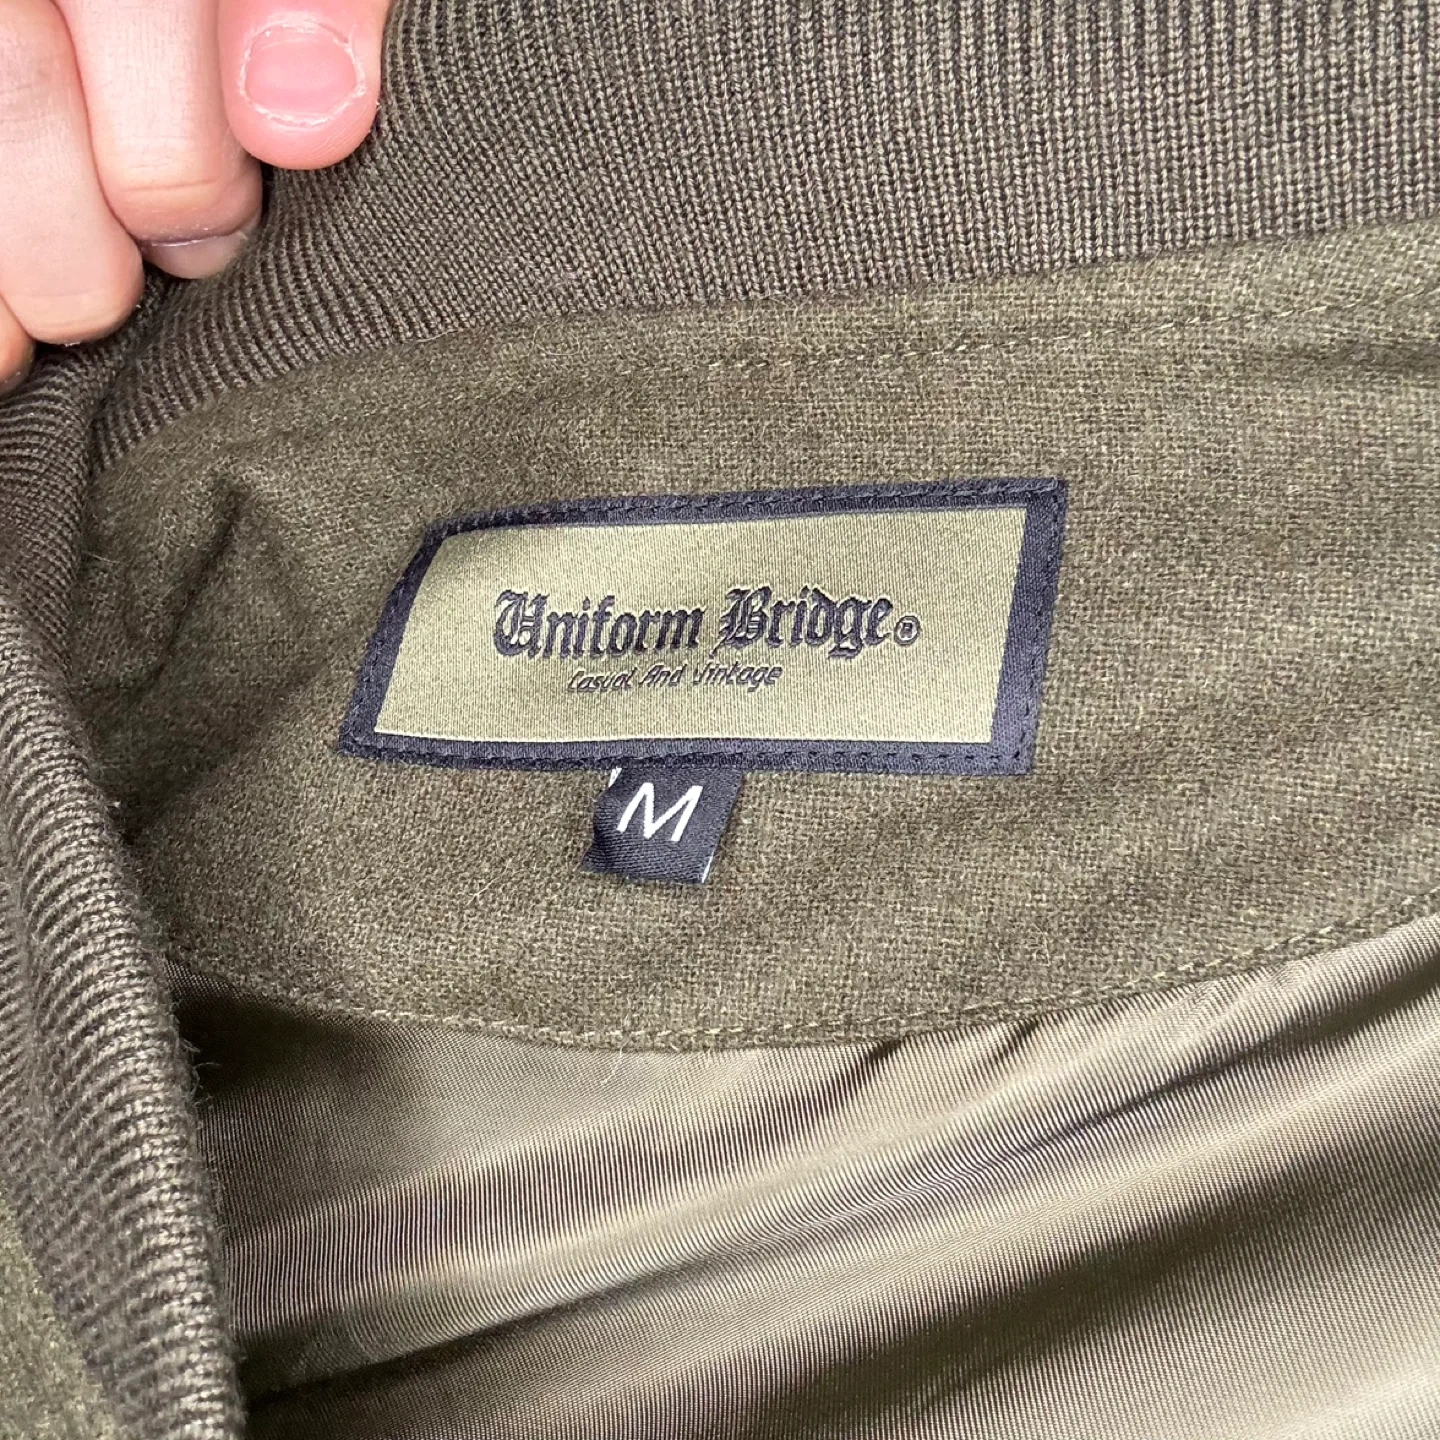 Uniform Bridge®
Casual And Vintage
M